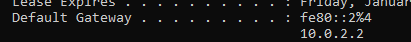 Lease Expires . . . . . . . . . . : Friday, Januar
Default Gateway . . . . . . . . . : fe80::2%4
10.0.2.2